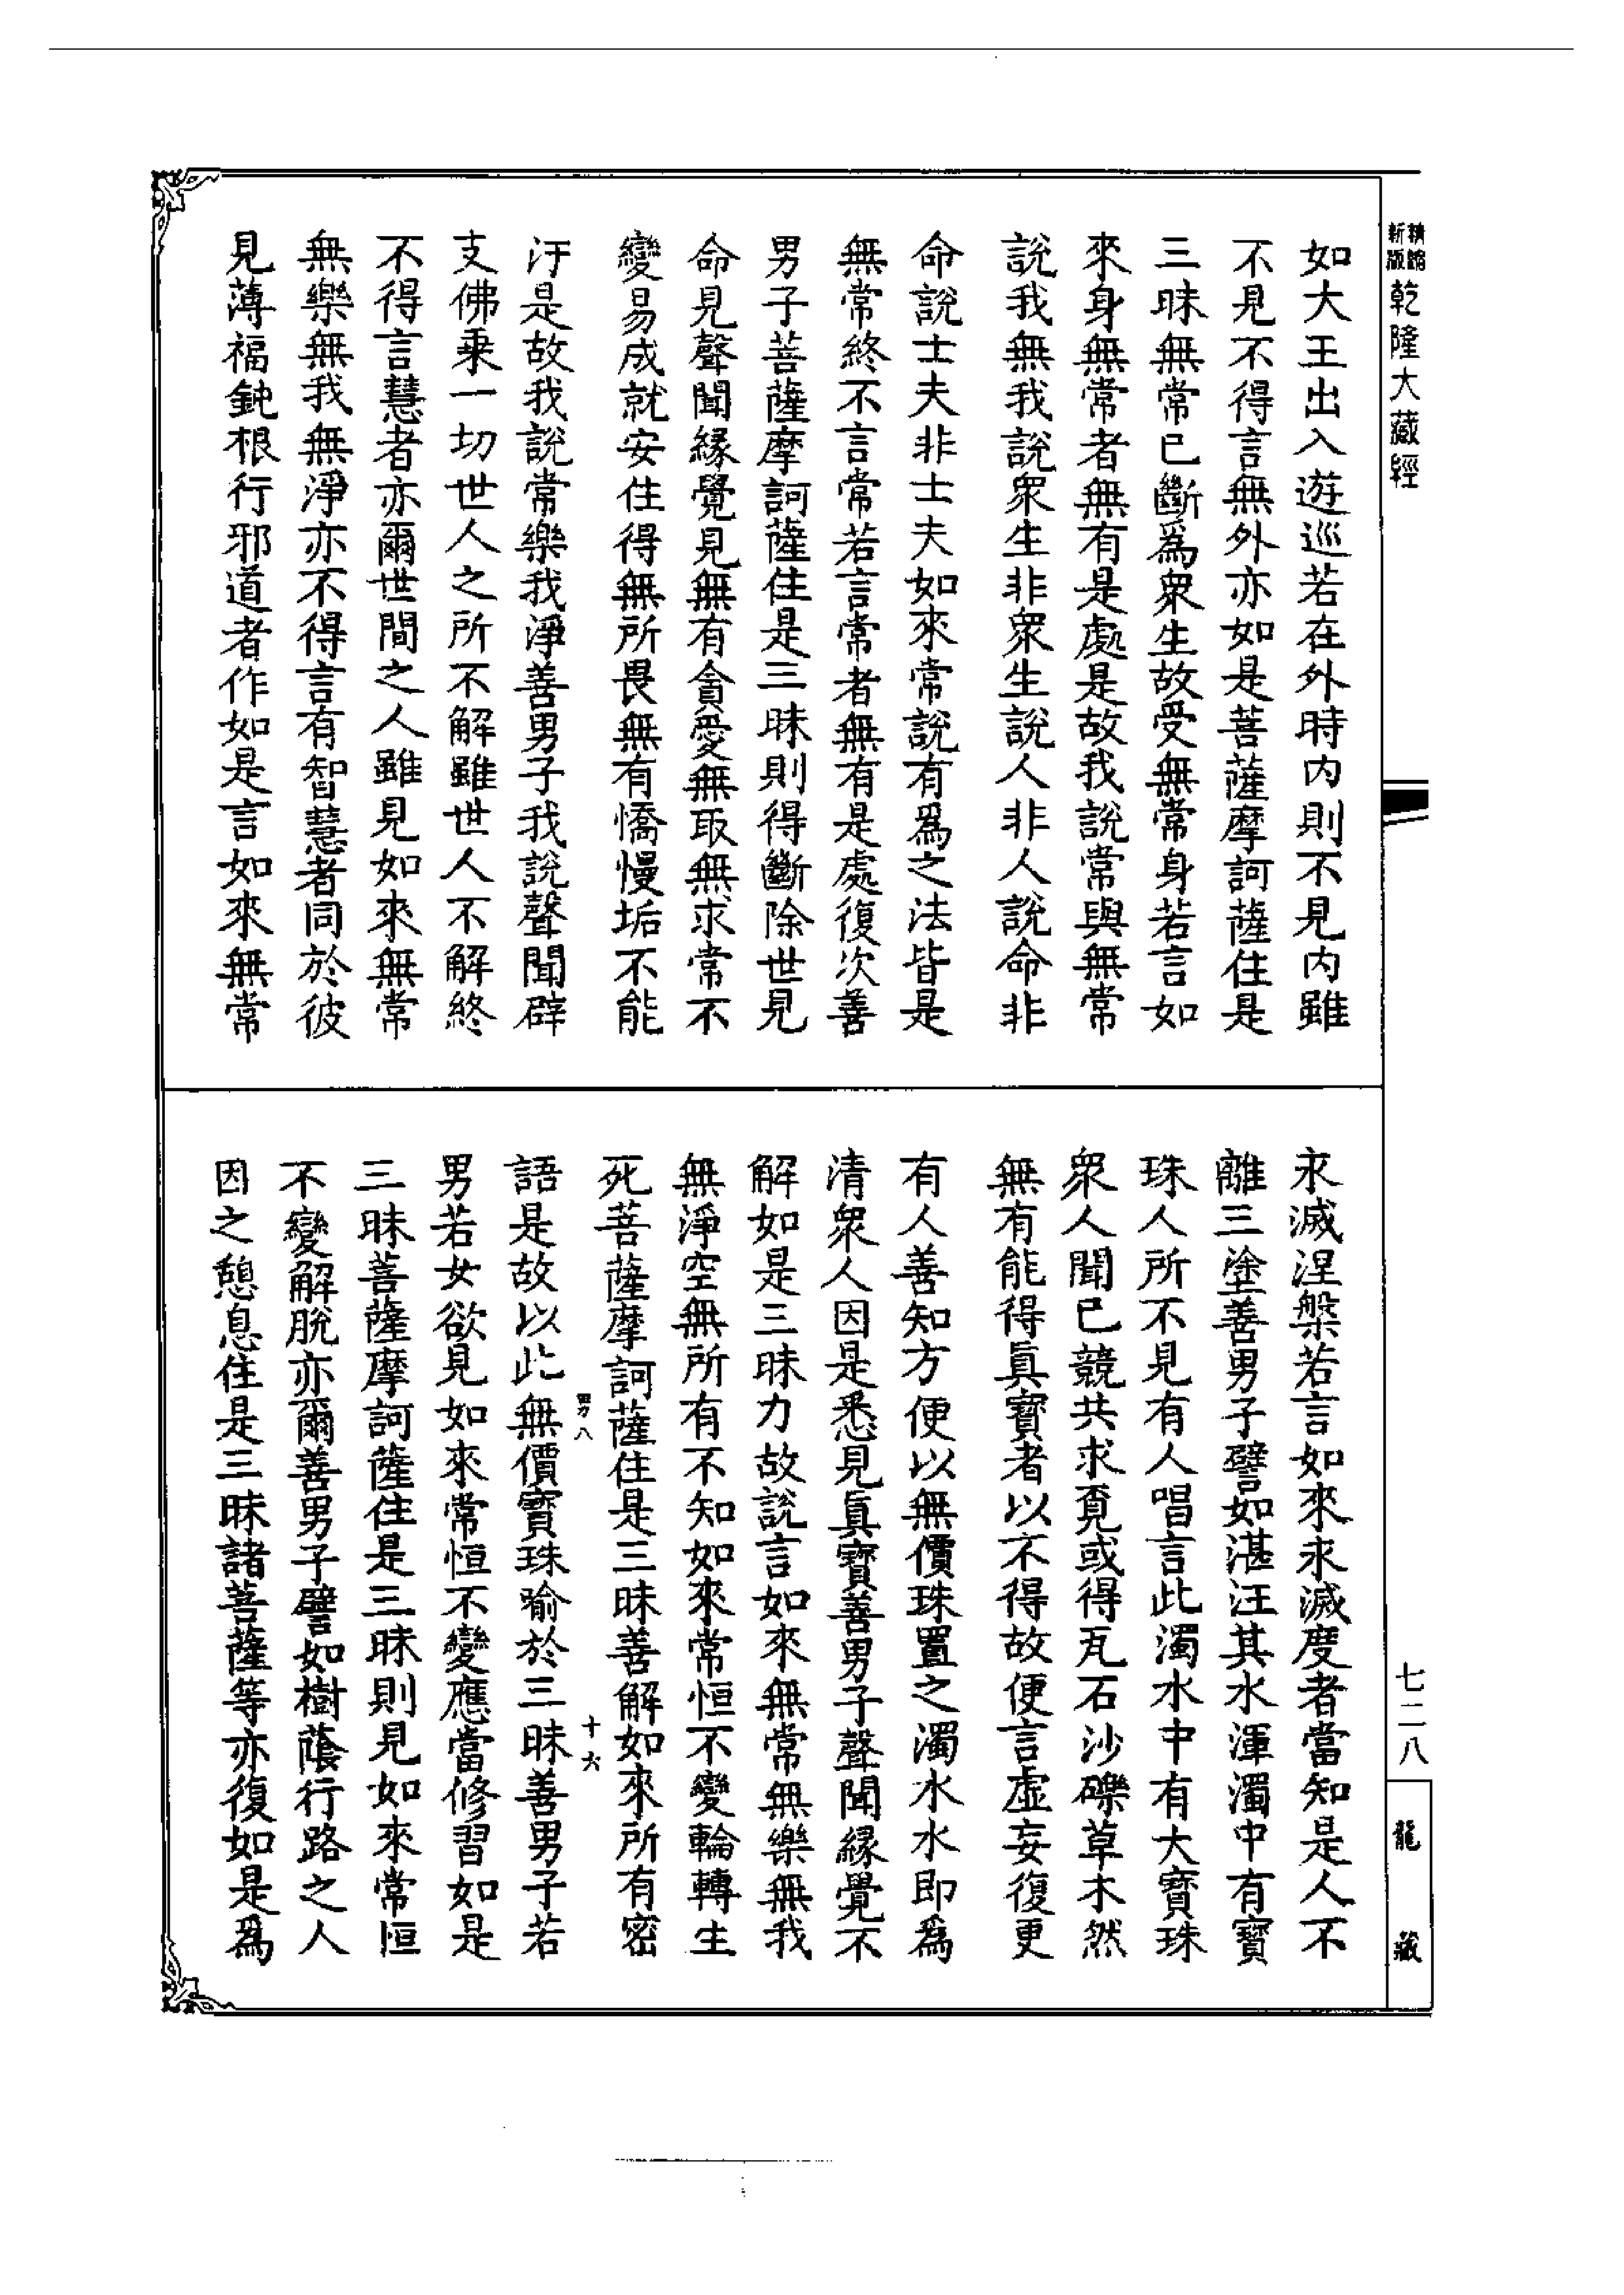 精縮新版乾隆大藏經
如大王出入遊巡若在外時内則不見内雖
不見不得言無外亦如是菩薩摩訶薩住是
三昧無常已斷爲衆生故受無常身若言如
來身無常者無有是處是故我說常與無常
說我無我說衆生非衆生說人非人說命非
命說士夫非士夫如來常說有爲之法皆是
無常終不言常若言常者無有是處復次善
男子菩薩摩訶薩住是三昧則得斷除世見
命見聲聞緣覺見無有貪愛無取無求常不
變易成就安住得無所畏無有憍慢垢不能
汙是故我說常樂我淨善男子我說聲聞辟
支佛乘一切世人之所不解雖世人不解終
不得言慧者亦爾世間之人雖見如來無常
無樂無我無淨亦不得言有智慧者同於彼
見薄福鈍根行邪道者作如是言如來無常
永滅涅槃若言如來永滅度者當知是人不
離三塗善男子譬如湛汪其水渾濁中有寶
珠人所不見有人唱言此濁水中有大寶珠
衆人聞已競共求覓或得瓦石沙礫草木然
無有能得眞寶者以不得故便言虛妄復更
有人善知方便以無價珠置之濁水水即爲
清衆人因是悉見眞寶善男子聲聞緣覺不
解如是三昧力故說言如來無常無樂無我
無淨空無所有不知如來常恒不變輪轉生
死菩薩摩訶薩住是三昧善解如來所有密
男八 十六
語是故以此無價寶珠喻於三昧善男子若
男若女欲見如來常恒不變應當修習如是
三昧菩薩摩訶薩住是三昧則見如來常恒
不變解脫亦爾善男子譬如樹蔭行路之人
因之憩息住是三昧諸菩薩等亦復如是爲
七二八
龍藏